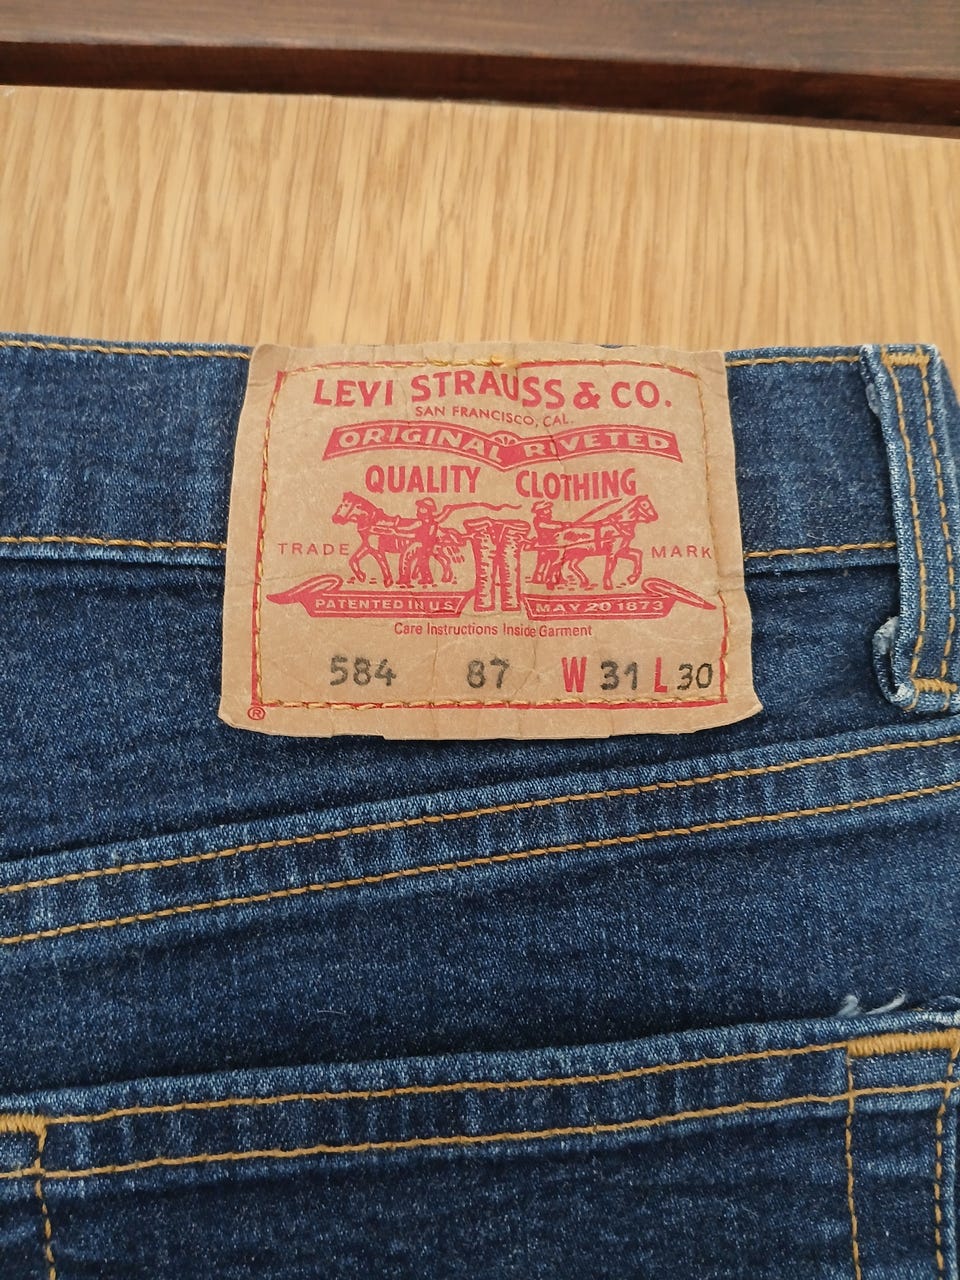 LEVI STRAUSS & CO.
SAN FRANCISCO, CAL.
ORIGINAL RIVETED
QUALITY CLOTHING
TRADE MARK
PATENTED IN U.S. MAY 20 1873
Care Instructions Inside Garment
584 87 W 31 L 30
®